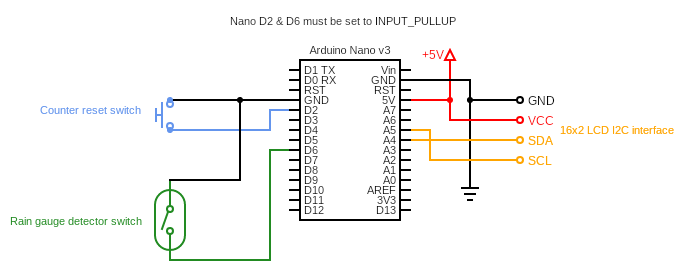 Nano D2 & D6 must be set to INPUT_PULLUP
Arduino Nano v3
+5V
D1 TX
D0 RX
RST
GND
D2
D3
D4
D5
D6
D7
D8
D9
D10
D11
D12
Vin
GND
RST
5V
A7
A6
A5
A4
A3
A2
A1
A0
AREF
3V3
D13
Counter reset switch
Rain gauge detector switch
GND
VCC
SDA
SCL
16x2 LCD I2C interface